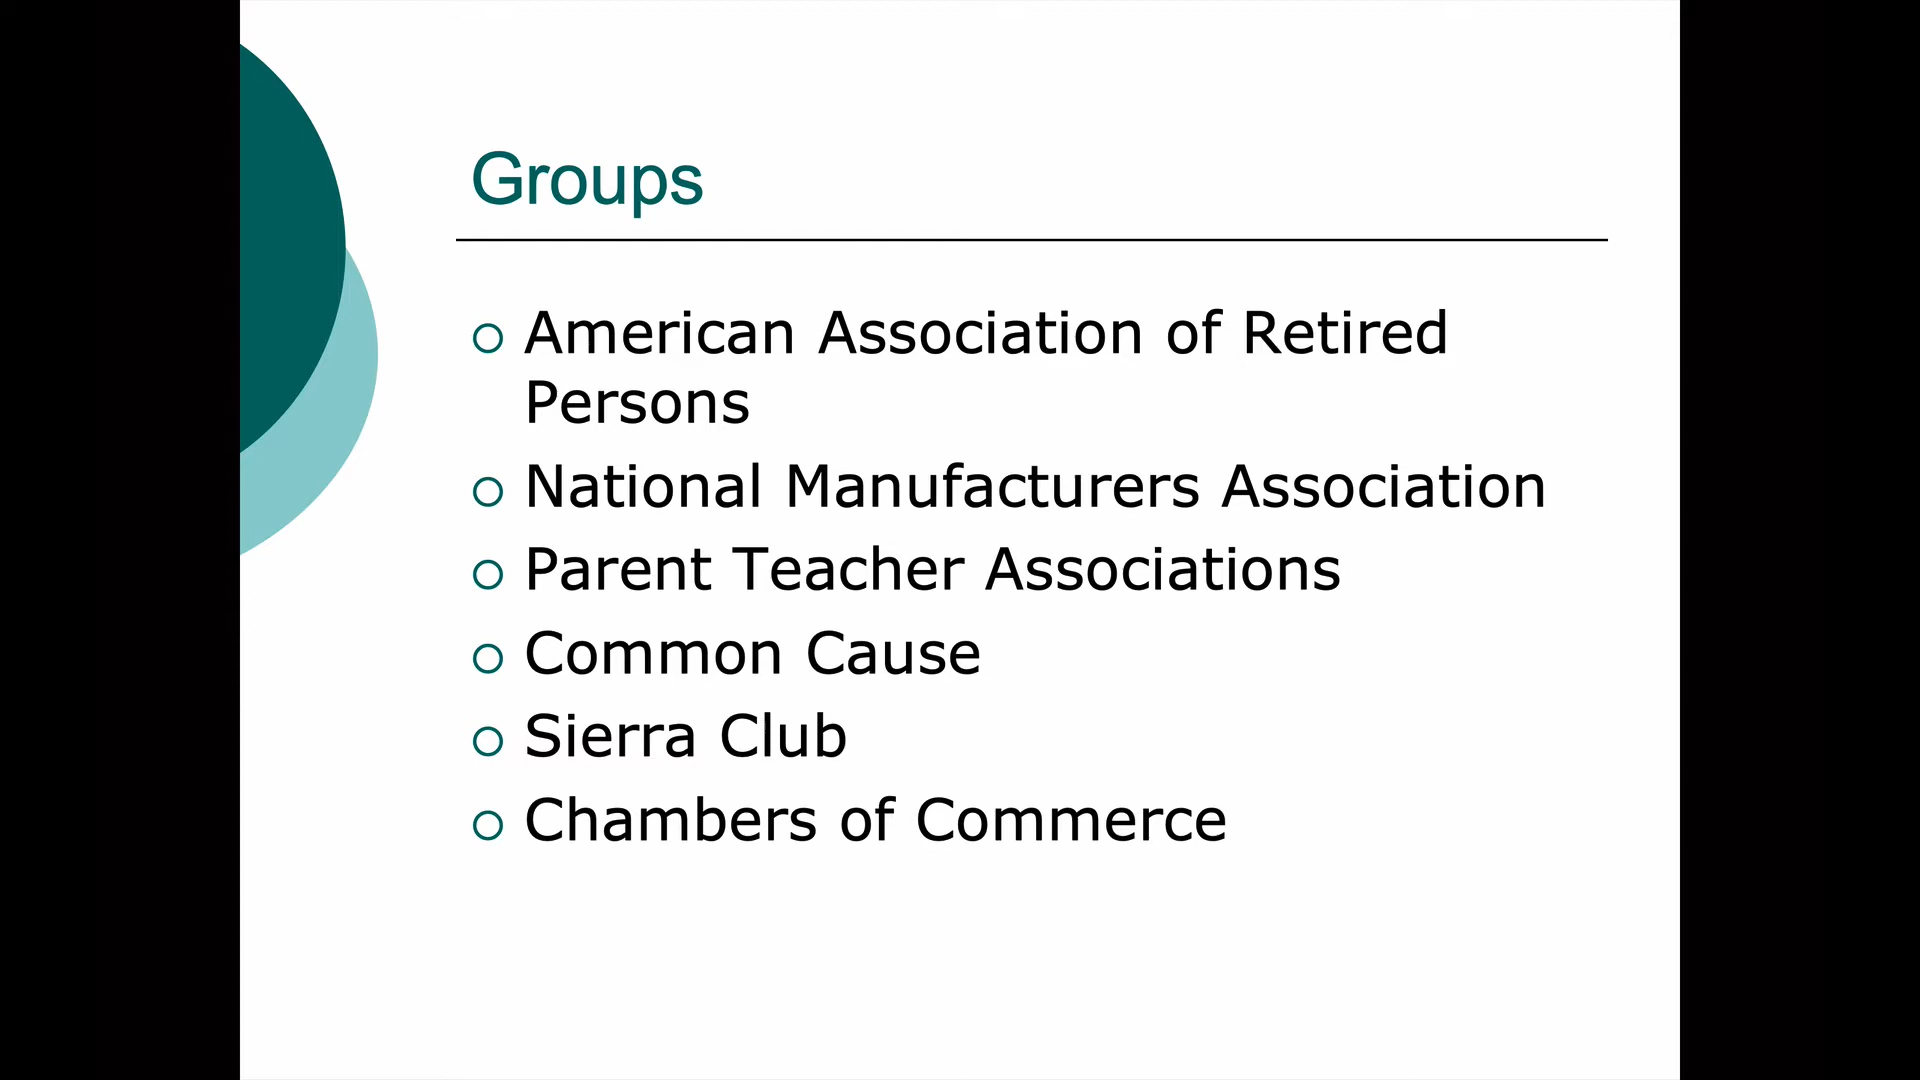 Groups
American Association of Retired
Persons
National Manufacturers Association
Parent Teacher Associations
Common Cause
Sierra Club
Chambers of Commerce